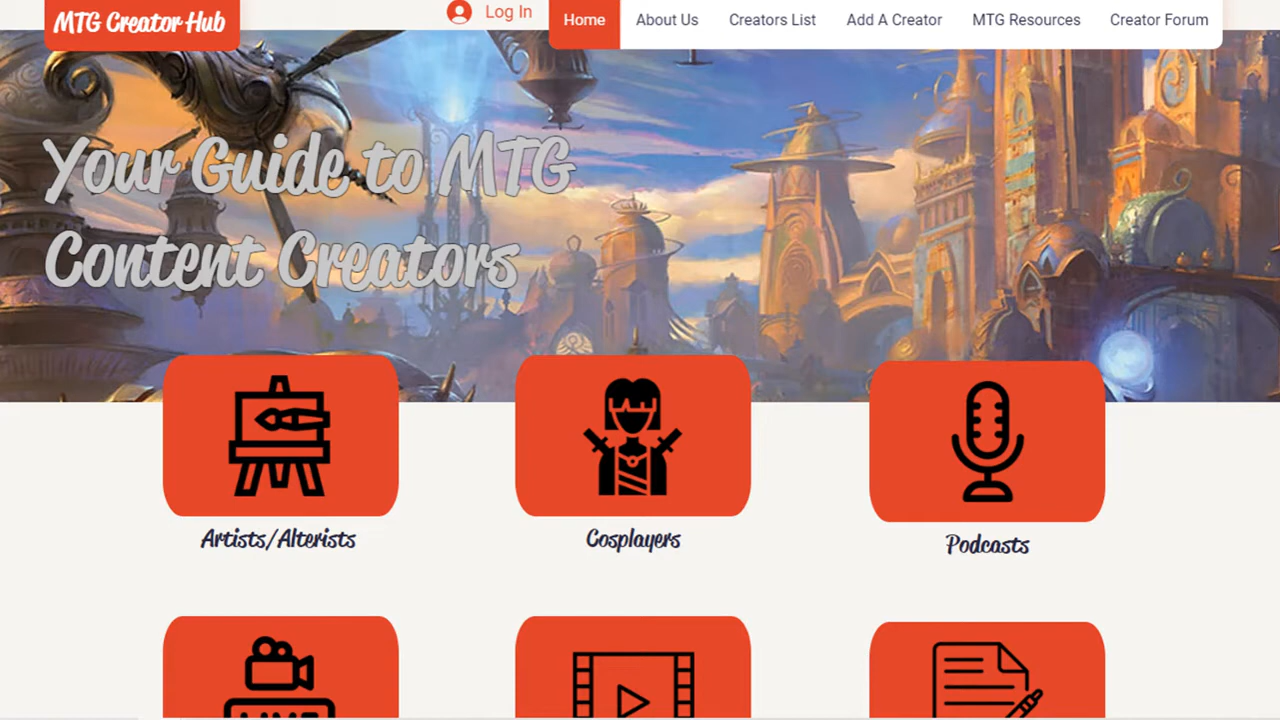 MTG Creator Hub
Log In
Home
About Us
Creators List
Add A Creator
MTG Resources
Creator Forum
Your Guide to MTG
Content Creators
Artists/Alterists
Cosplayers
Podcasts
LIVE